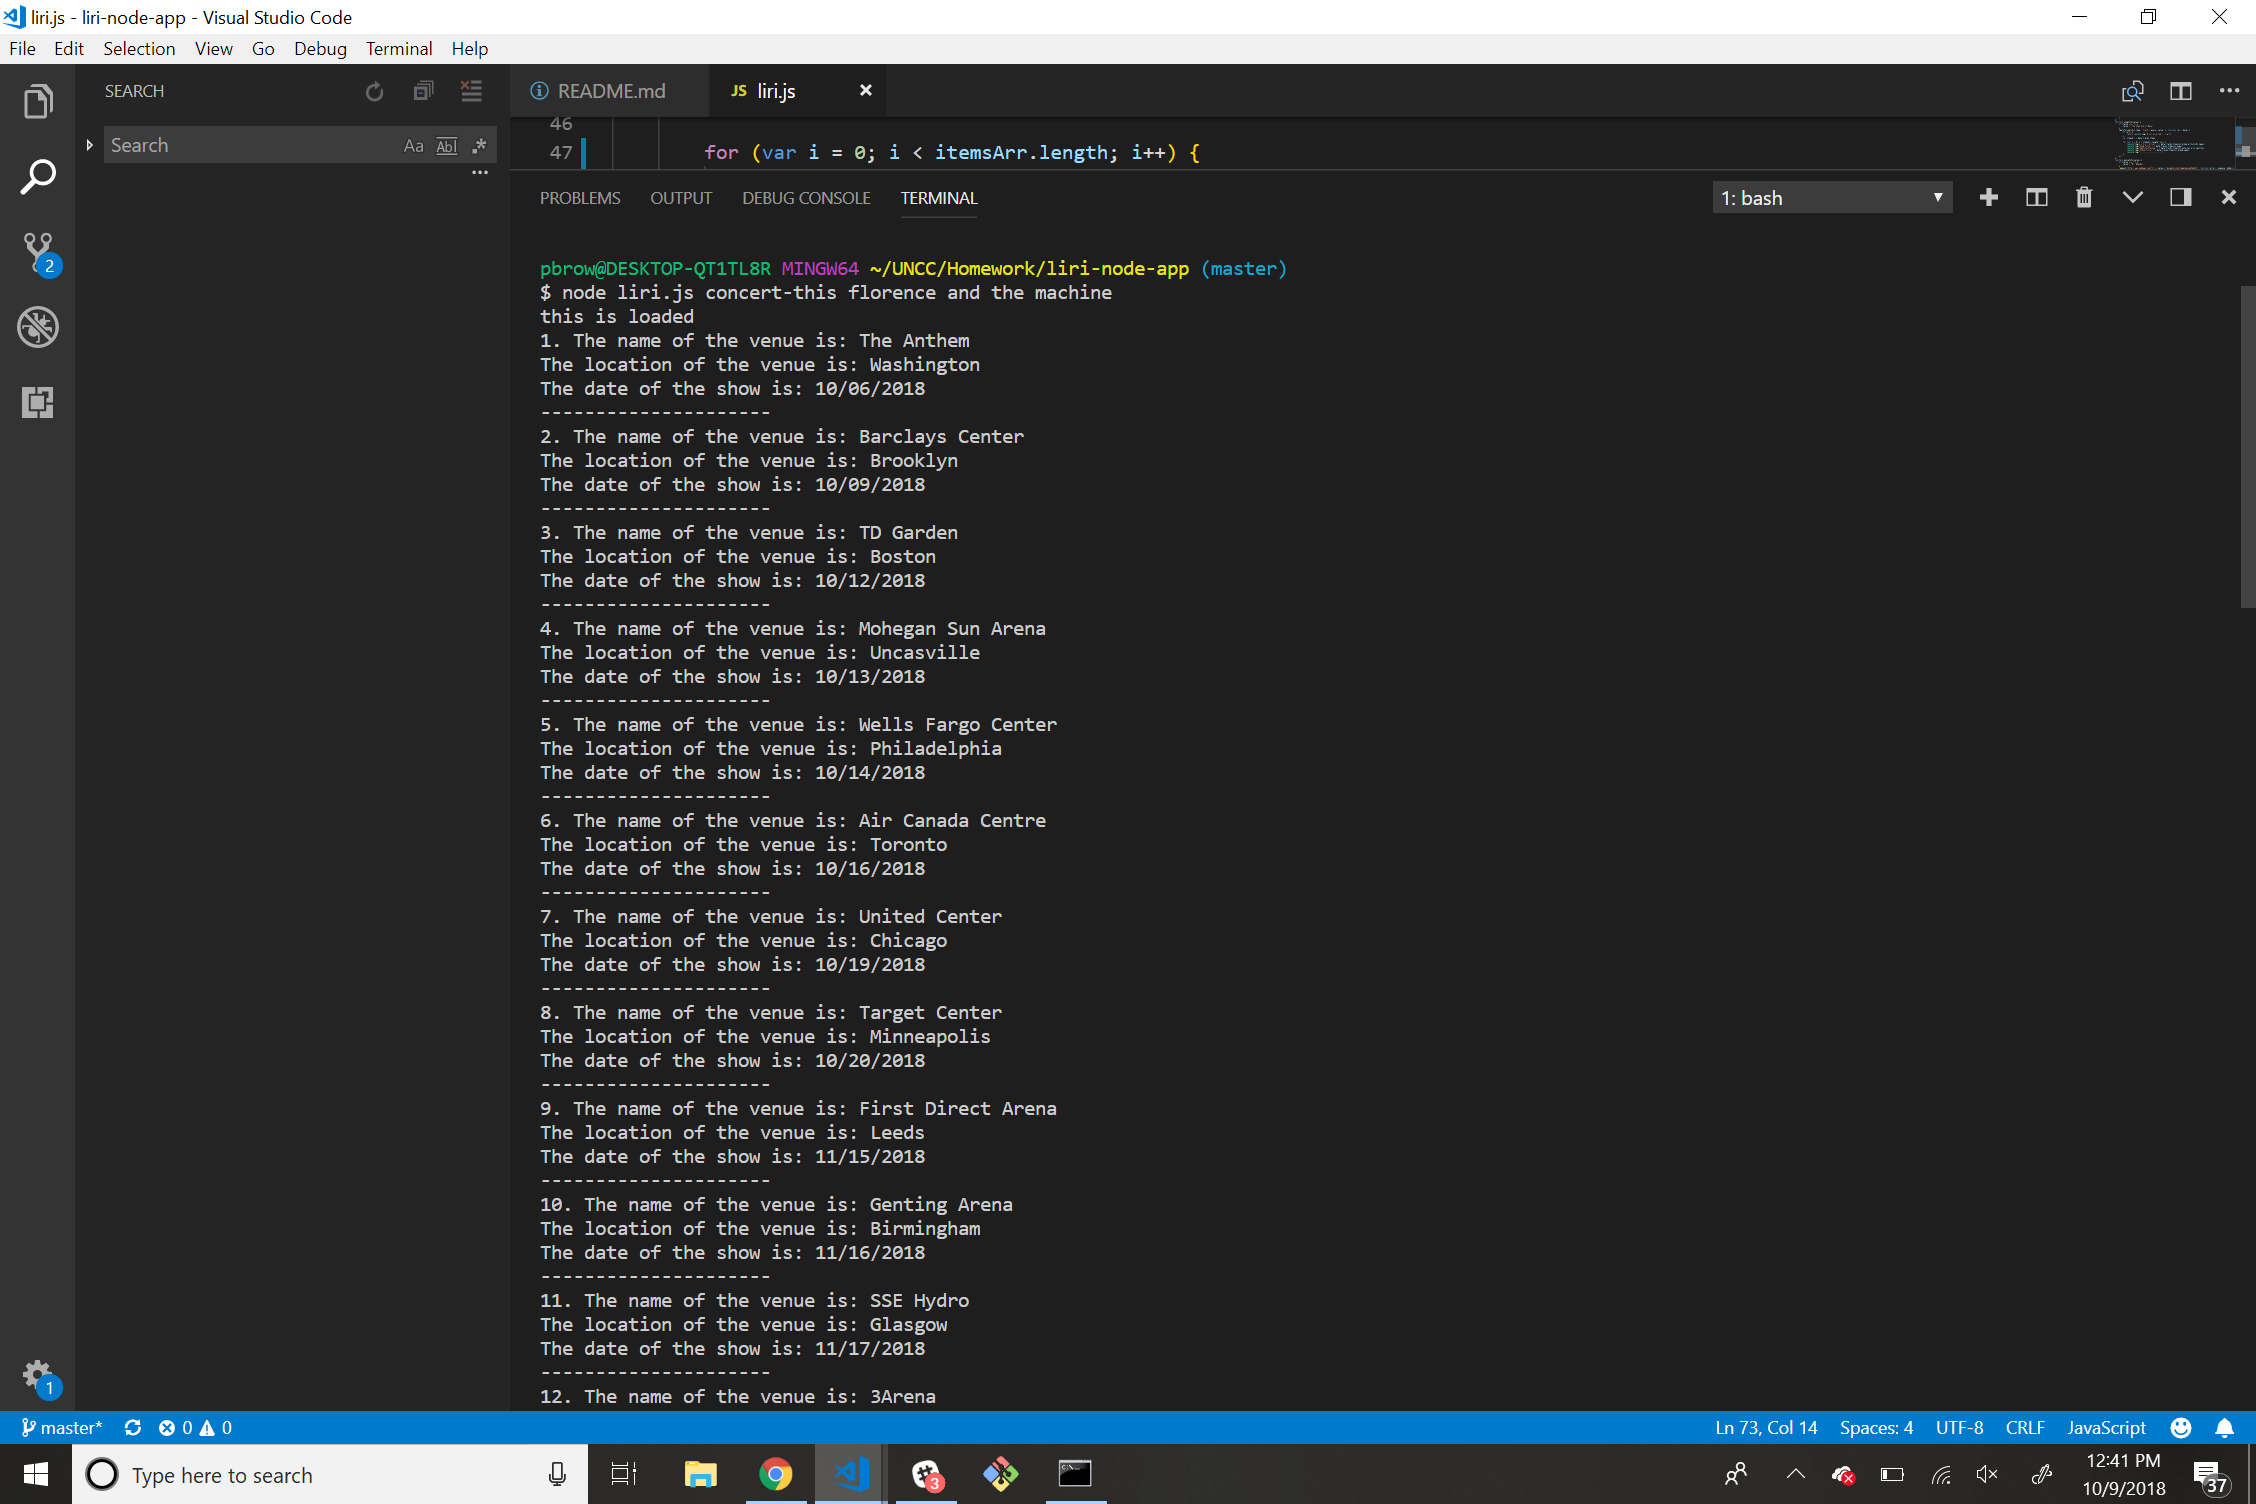 liri.js - liri-node-app - Visual Studio Code
File Edit Selection View Go Debug Terminal Help
SEARCH
Search Aa Abl .*
README.md
JS liri.js
46
47 for (var i = 0; i < itemsArr.length; i++) {
PROBLEMS OUTPUT DEBUG CONSOLE TERMINAL 1: bash
2
pbrow@DESKTOP-QT1TL8R MINGW64 ~/UNCC/Homework/liri-node-app (master)
$ node liri.js concert-this florence and the machine
this is loaded
1. The name of the venue is: The Anthem
The location of the venue is: Washington
The date of the show is: 10/06/2018
---------------------
2. The name of the venue is: Barclays Center
The location of the venue is: Brooklyn
The date of the show is: 10/09/2018
---------------------
3. The name of the venue is: TD Garden
The location of the venue is: Boston
The date of the show is: 10/12/2018
---------------------
4. The name of the venue is: Mohegan Sun Arena
The location of the venue is: Uncasville
The date of the show is: 10/13/2018
---------------------
5. The name of the venue is: Wells Fargo Center
The location of the venue is: Philadelphia
The date of the show is: 10/14/2018
---------------------
6. The name of the venue is: Air Canada Centre
The location of the venue is: Toronto
The date of the show is: 10/16/2018
---------------------
7. The name of the venue is: United Center
The location of the venue is: Chicago
The date of the show is: 10/19/2018
---------------------
8. The name of the venue is: Target Center
The location of the venue is: Minneapolis
The date of the show is: 10/20/2018
---------------------
9. The name of the venue is: First Direct Arena
The location of the venue is: Leeds
The date of the show is: 11/15/2018
---------------------
10. The name of the venue is: Genting Arena
The location of the venue is: Birmingham
The date of the show is: 11/16/2018
---------------------
11. The name of the venue is: SSE Hydro
The location of the venue is: Glasgow
The date of the show is: 11/17/2018
---------------------
12. The name of the venue is: 3Arena
1
master* 0 0 Ln 73, Col 14 Spaces: 4 UTF-8 CRLF JavaScript
Type here to search
3
12:41 PM
10/9/2018
37